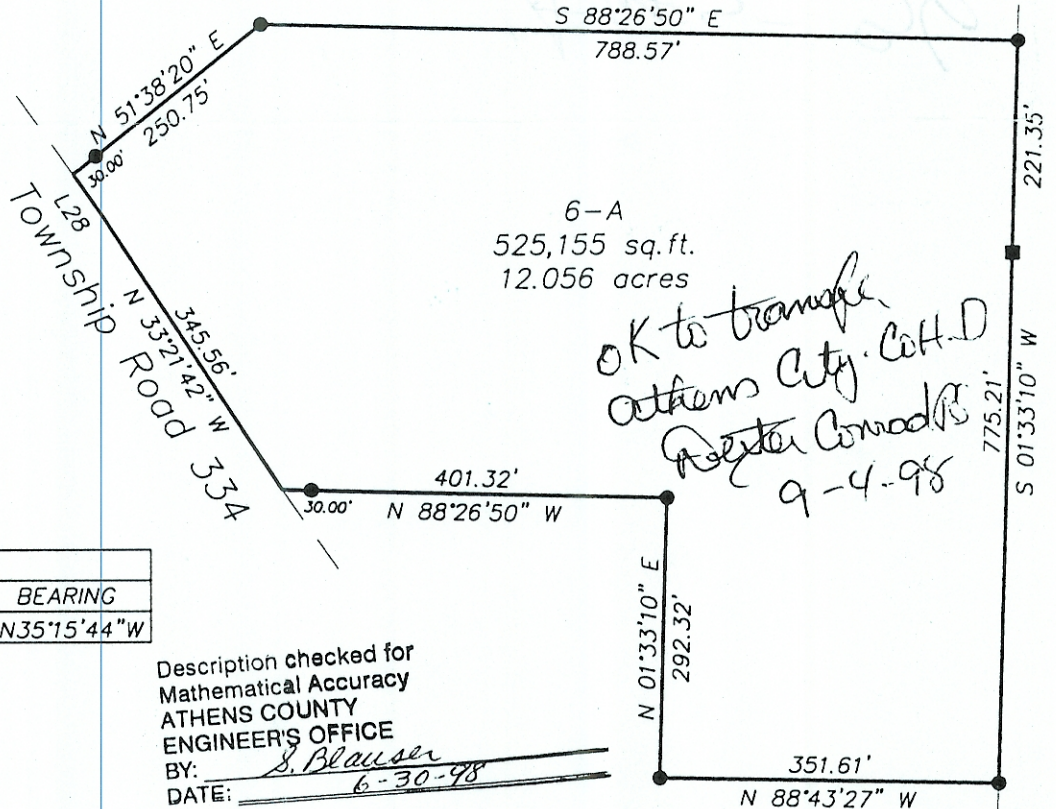 S 88°26'50" E
788.57'
N 51°38'20" E
250.75'
30.00'
221.35'
L28
Township Road 334
345.56'
N 33°21'42" W
6-A
525,155 sq.ft.
12.056 acres
OK to transfer
Athens City. Co H.D
Conrad
9-4-98
775.21'
S 01°33'10" W
401.32'
30.00'
N 88°26'50" W
N 01°33'10" E
292.32'
BEARING
N35°15'44"W
Description checked for
Mathematical Accuracy
ATHENS COUNTY
ENGINEER'S OFFICE
BY: S. Blauser
DATE: 6-30-98
351.61'
N 88°43'27" W